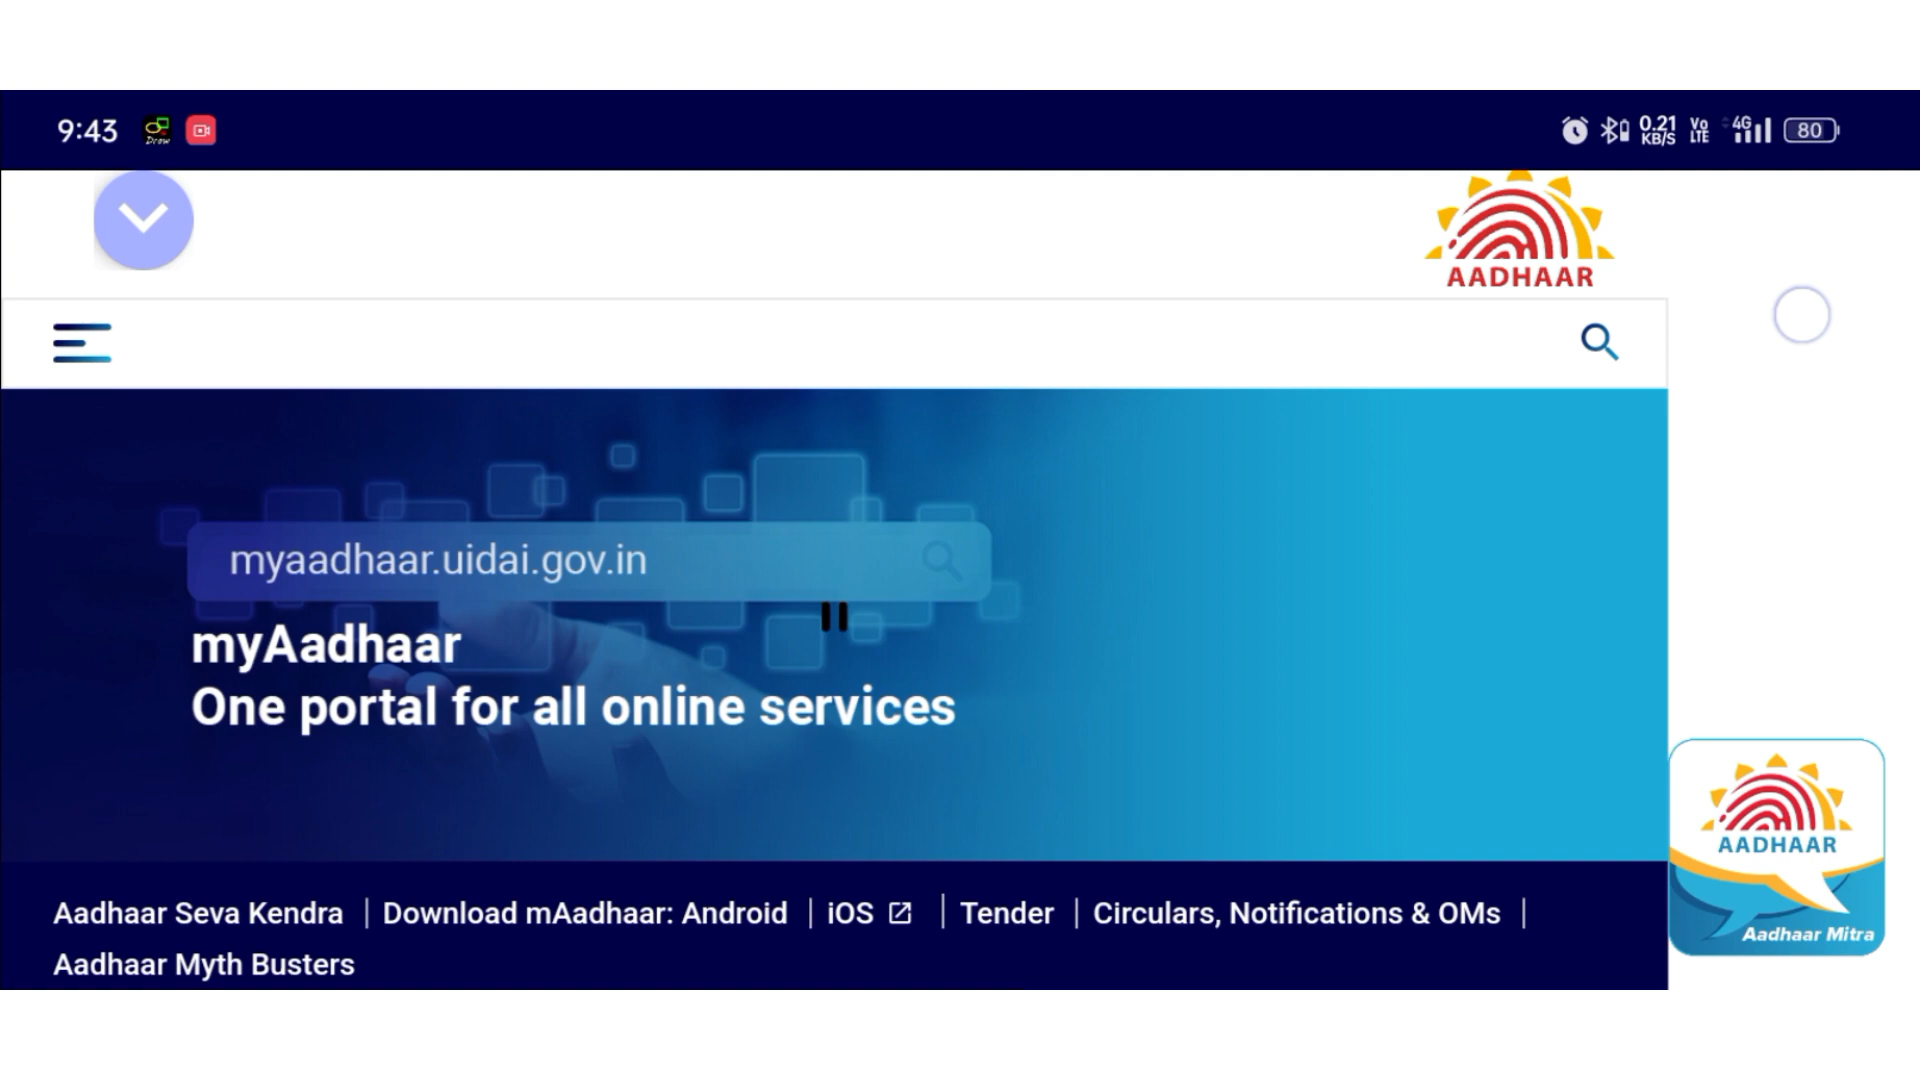 9:43
Draw
0.21 KB/S
Vo LTE
4G
80
AADHAAR
myaadhaar.uidai.gov.in
myAadhaar
One portal for all online services
Aadhaar Seva Kendra | Download mAadhaar: Android | iOS | Tender | Circulars, Notifications & OMs |
Aadhaar Myth Busters
AADHAAR
Aadhaar Mitra